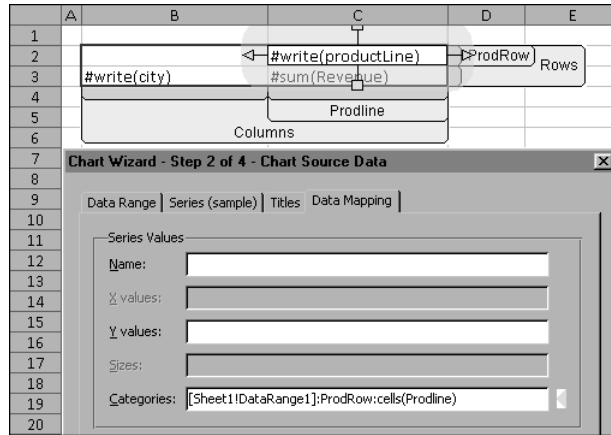 A B C D E
1
2 #write(productLine) ProdRow
Rows
3 #write(city) #sum(Revenue)
4
5 Prodline
6 Columns
7 Chart Wizard - Step 2 of 4 - Chart Source Data x
8
9 Data Range Series (sample) Titles Data Mapping
10
11 Series Values
12 Name:
13
14 X values:
15
16 Y values:
17 Sizes:
18
19 Categories: [Sheet1!DataRange1]:ProdRow:cells(Prodline)
20